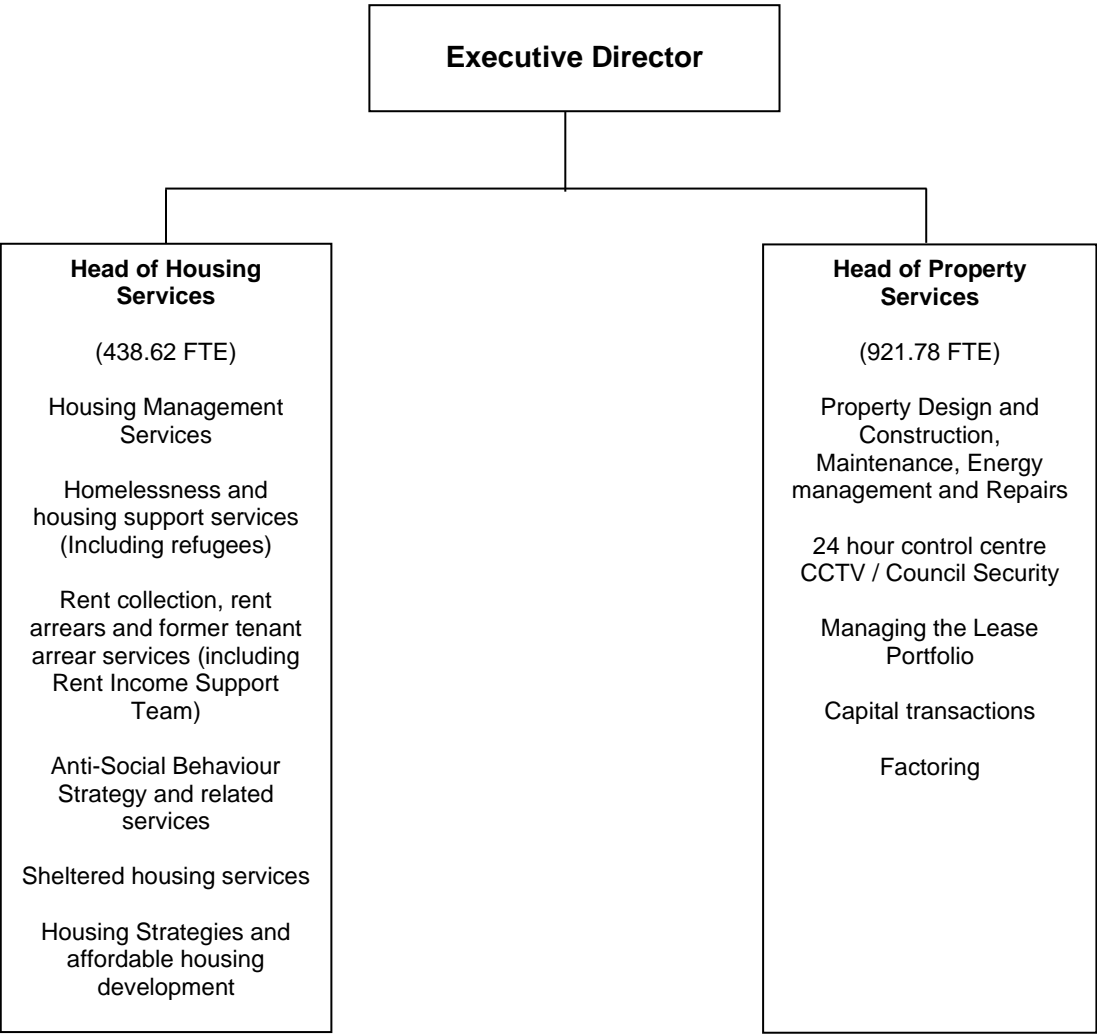 Executive Director
Head of Housing
Services
(438.62 FTE)
Housing Management
Services
Homelessness and
housing support services
(Including refugees)
Rent collection, rent
arrears and former tenant
arrear services (including
Rent Income Support
Team)
Anti-Social Behaviour
Strategy and related
services
Sheltered housing services
Housing Strategies and
affordable housing
development
Head of Property
Services
(921.78 FTE)
Property Design and
Construction,
Maintenance, Energy
management and Repairs
24 hour control centre
CCTV / Council Security
Managing the Lease
Portfolio
Capital transactions
Factoring